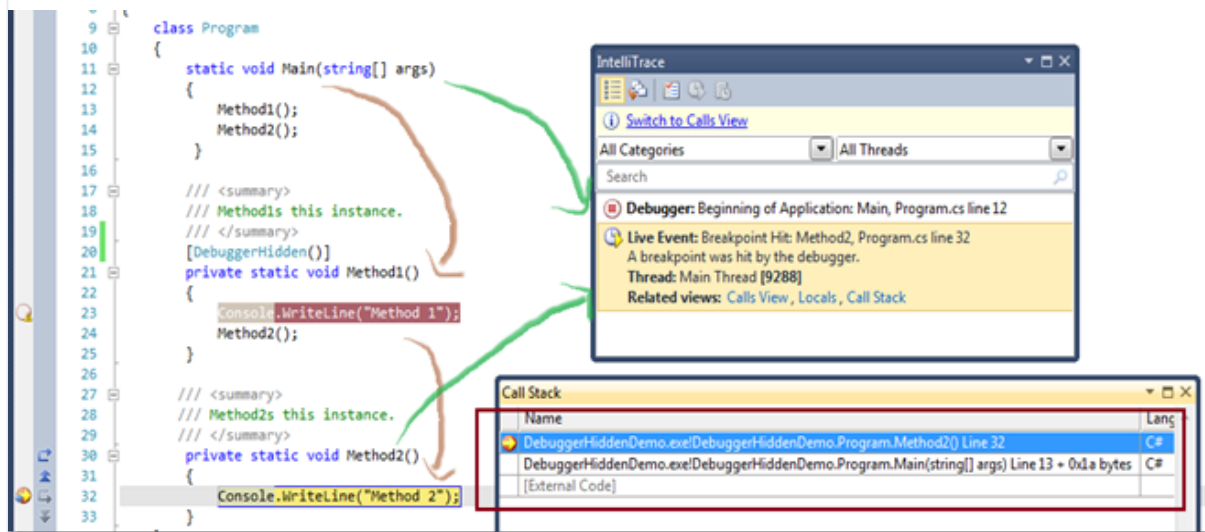 9 class Program
10 {
11 static void Main(string[] args)
12 {
13 Method1();
14 Method2();
15 }
16
17 /// <summary>
18 /// Method1s this instance.
19 /// </summary>
20 [DebuggerHidden()]
21 private static void Method1()
22 {
23 Console.WriteLine("Method 1");
24 Method2();
25 }
26
27 /// <summary>
28 /// Method2s this instance.
29 /// </summary>
30 private static void Method2()
31 {
32 Console.WriteLine("Method 2");
33 }
IntelliTrace
Switch to Calls View
All Categories All Threads
Search
Debugger: Beginning of Application: Main, Program.cs line 12
Live Event: Breakpoint Hit: Method2, Program.cs line 32
A breakpoint was hit by the debugger.
Thread: Main Thread [9288]
Related views: Calls View , Locals , Call Stack
Call Stack
Name Lang
DebuggerHiddenDemo.exe!DebuggerHiddenDemo.Program.Method2() Line 32 C#
DebuggerHiddenDemo.exe!DebuggerHiddenDemo.Program.Main(string[] args) Line 13 + 0x1a bytes C#
[External Code]